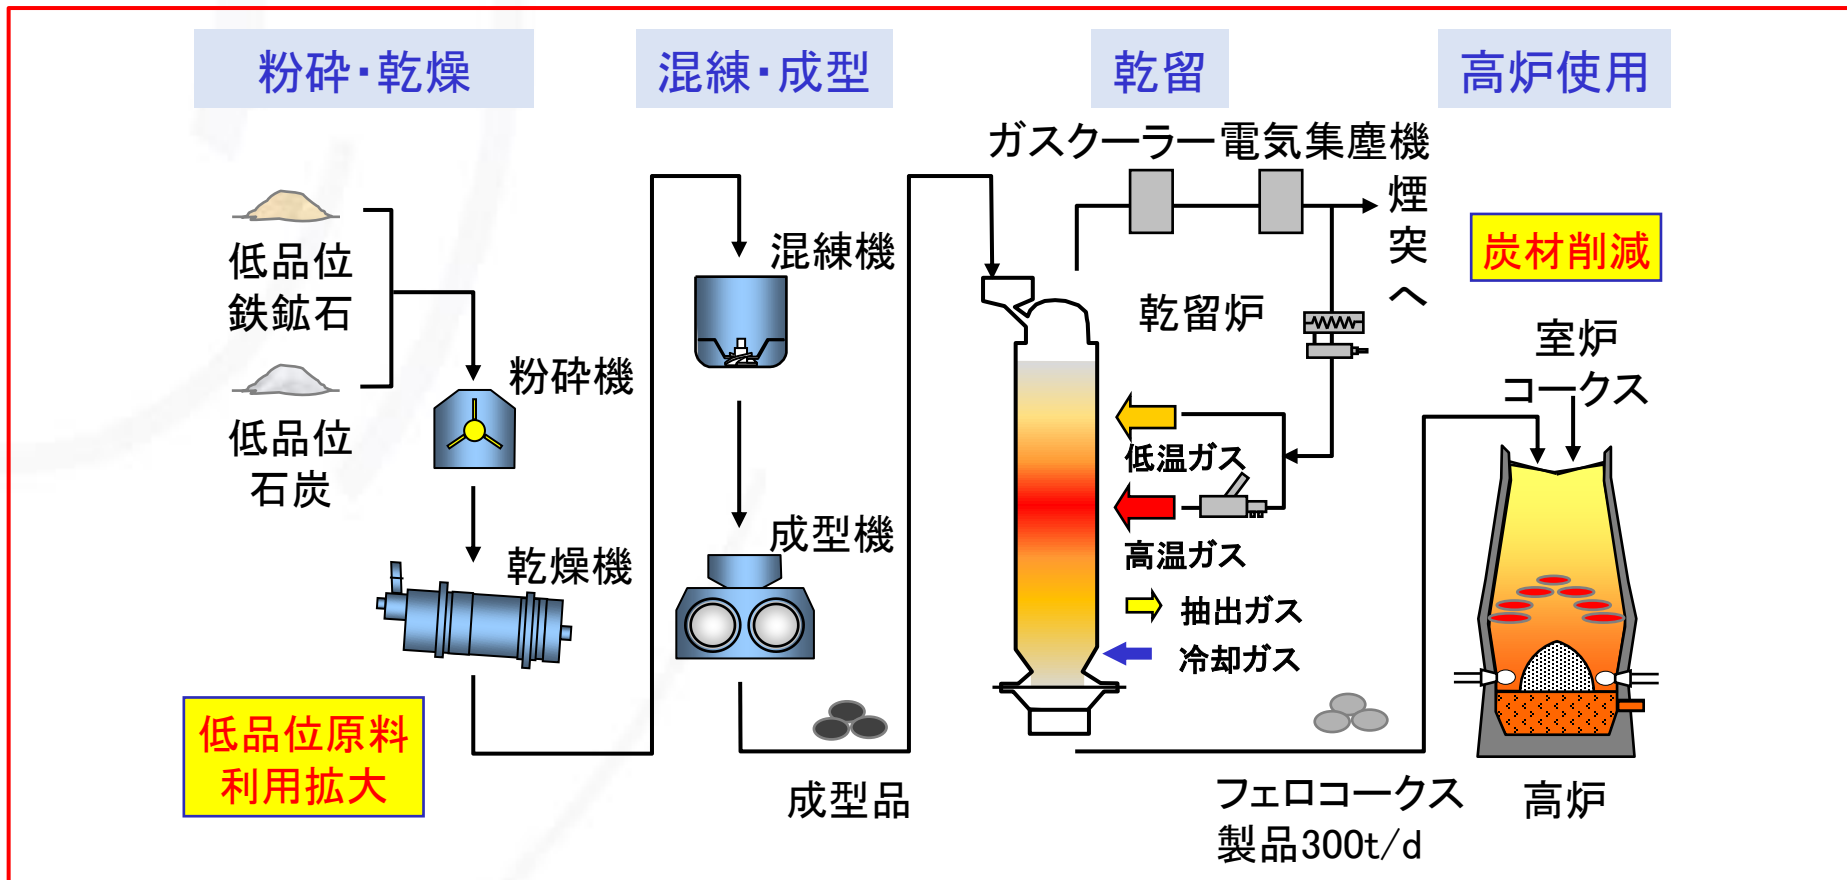 粉砕・乾燥
混練・成型
乾留
高炉使用
低品位
鉄鉱石
低品位
石炭
粉砕機
乾燥機
低品位原料
利用拡大
混練機
成型機
成型品
ガスクーラー
電気集塵機
煙突へ
乾留炉
低温ガス
高温ガス
抽出ガス
冷却ガス
フェロコークス
製品300t/d
炭材削減
室炉
コークス
高炉